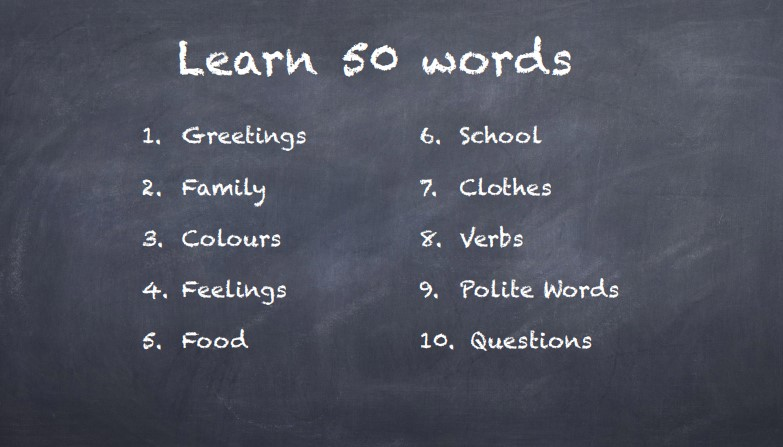 Learn 50 words
1. Greetings
2. Family
3. Colours
4. Feelings
5. Food
6. School
7. Clothes
8. Verbs
9. Polite Words
10. Questions